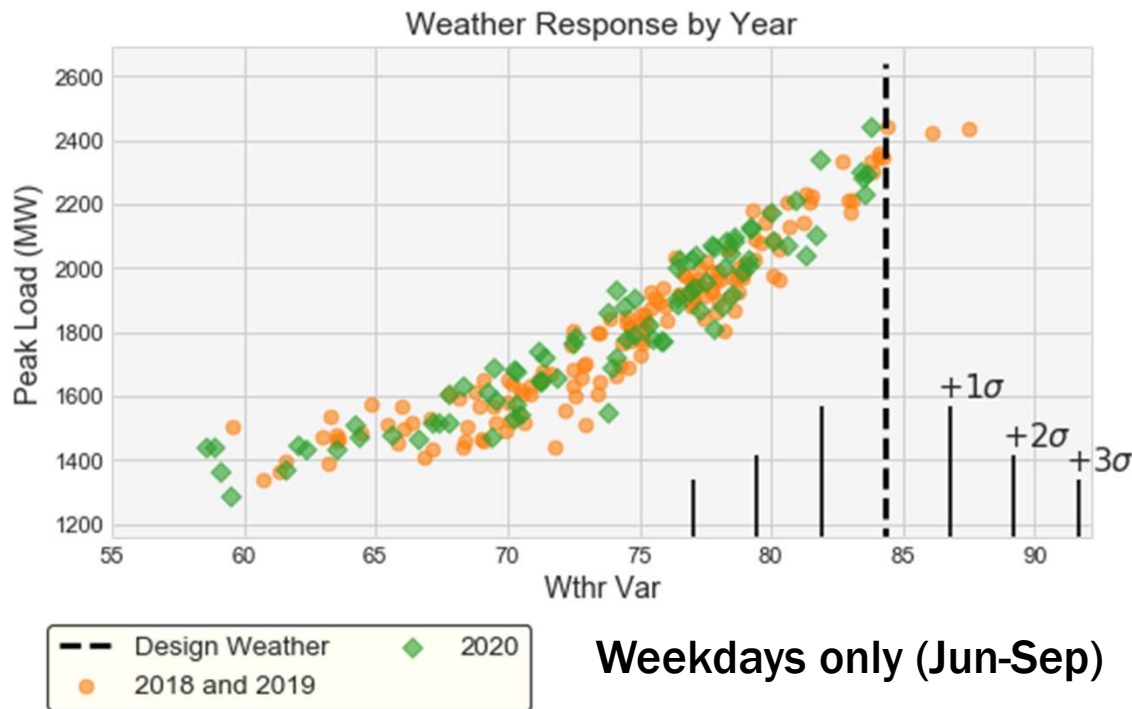 Weather Response by Year
Peak Load (MW)
2600
2400
2200
2000
1800
1600
1400
1200
+1σ
+2σ
+3σ
55 60 65 70 75 80 85 90
Wthr Var
Design Weather 2020
2018 and 2019
Weekdays only (Jun-Sep)